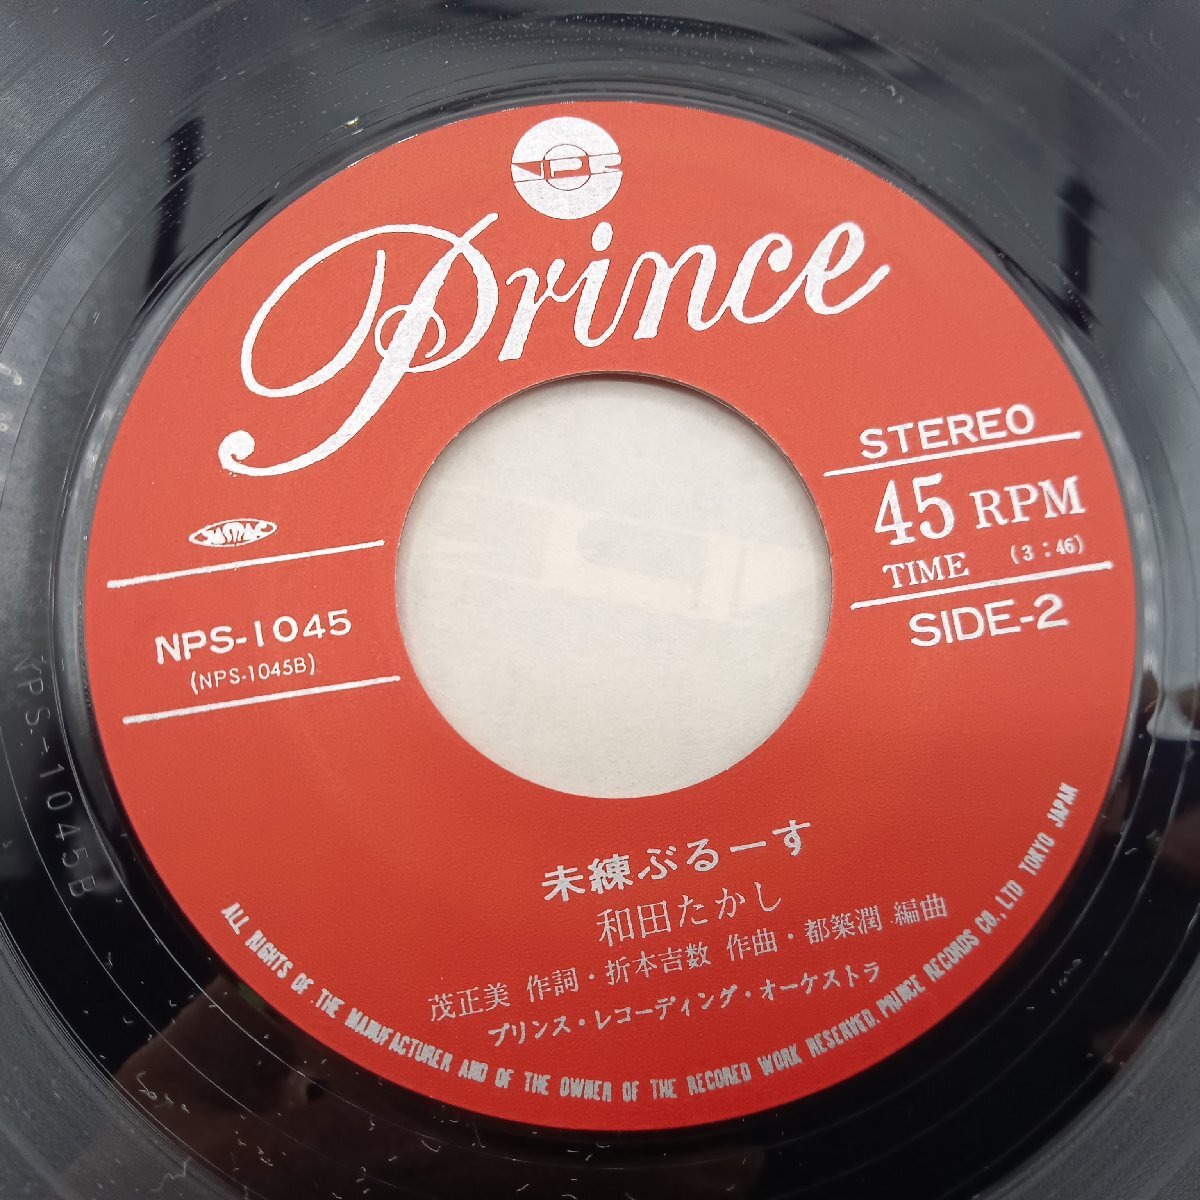 NPR
Prince
STEREO
45 RPM
TIME (3:46)
SIDE-2
JASRAC
NPS-1045
(NPS-1045B)
未練ぶるーす
和田たかし
茂正美 作詞・折本吉数 作曲・都築潤 編曲
プリンス・レコーディング・オーケストラ
ALL RIGHTS OF THE MANUFACTURER AND OF THE OWNER OF THE RECORDED WORK RESERVED. PRINCE RECORDS CO., LTD TOKYO JAPAN
NPS-1045B